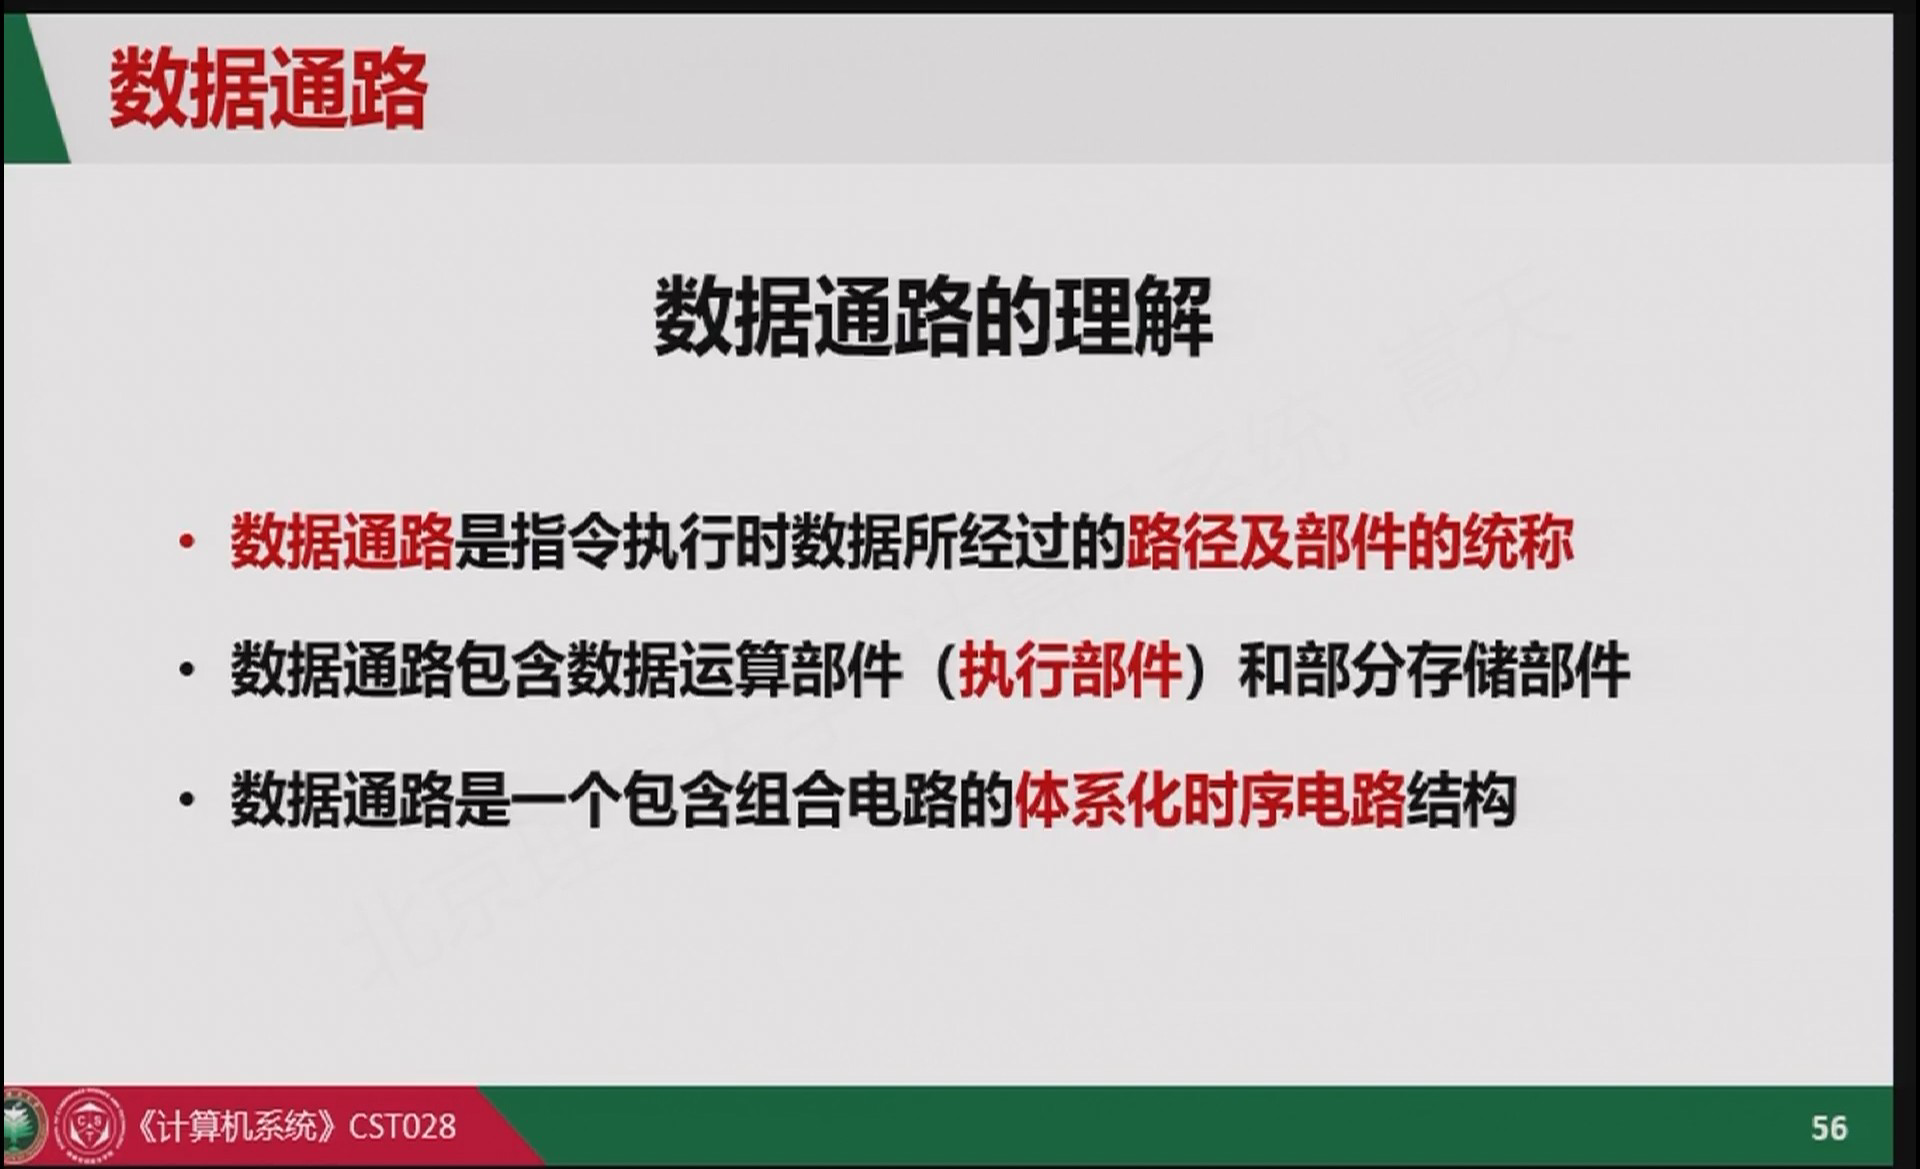 数据通路
数据通路的理解
• 数据通路是指令执行时数据所经过的路径及部件的统称
• 数据通路包含数据运算部件（执行部件）和部分存储部件
• 数据通路是一个包含组合电路的体系化时序电路结构
《计算机系统》CST028
56